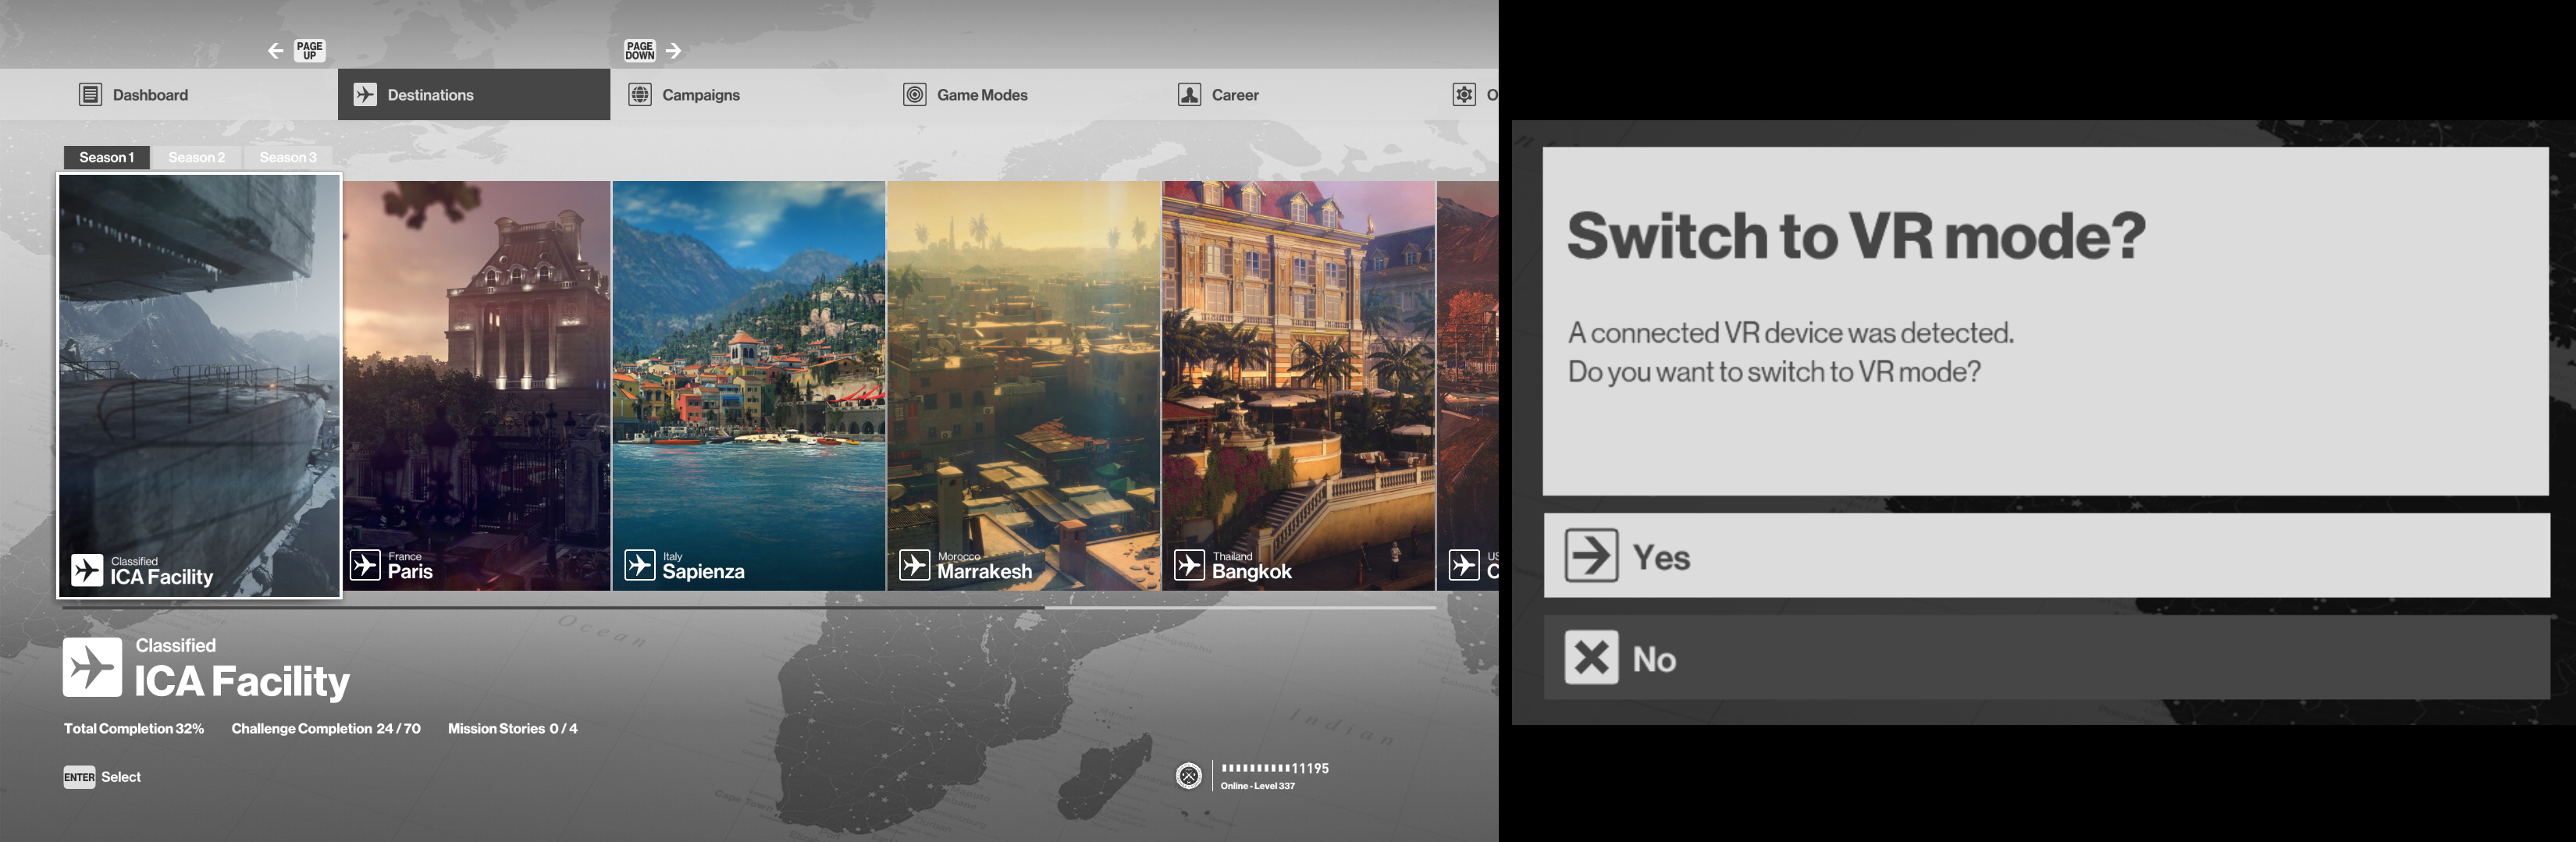 PAGE UP
PAGE DOWN
Dashboard
Destinations
Campaigns
Game Modes
Career
Season 1
Season 2
Season 3
Classified
ICA Facility
France
Paris
Italy
Sapienza
Morocco
Marrakesh
Thailand
Bangkok
Classified
ICA Facility
Total Completion 32%
Challenge Completion 24 / 70
Mission Stories 0 / 4
ENTER Select
11195
Online - Level 337
Ocean
Indian
Switch to VR mode?
A connected VR device was detected.
Do you want to switch to VR mode?
Yes
No